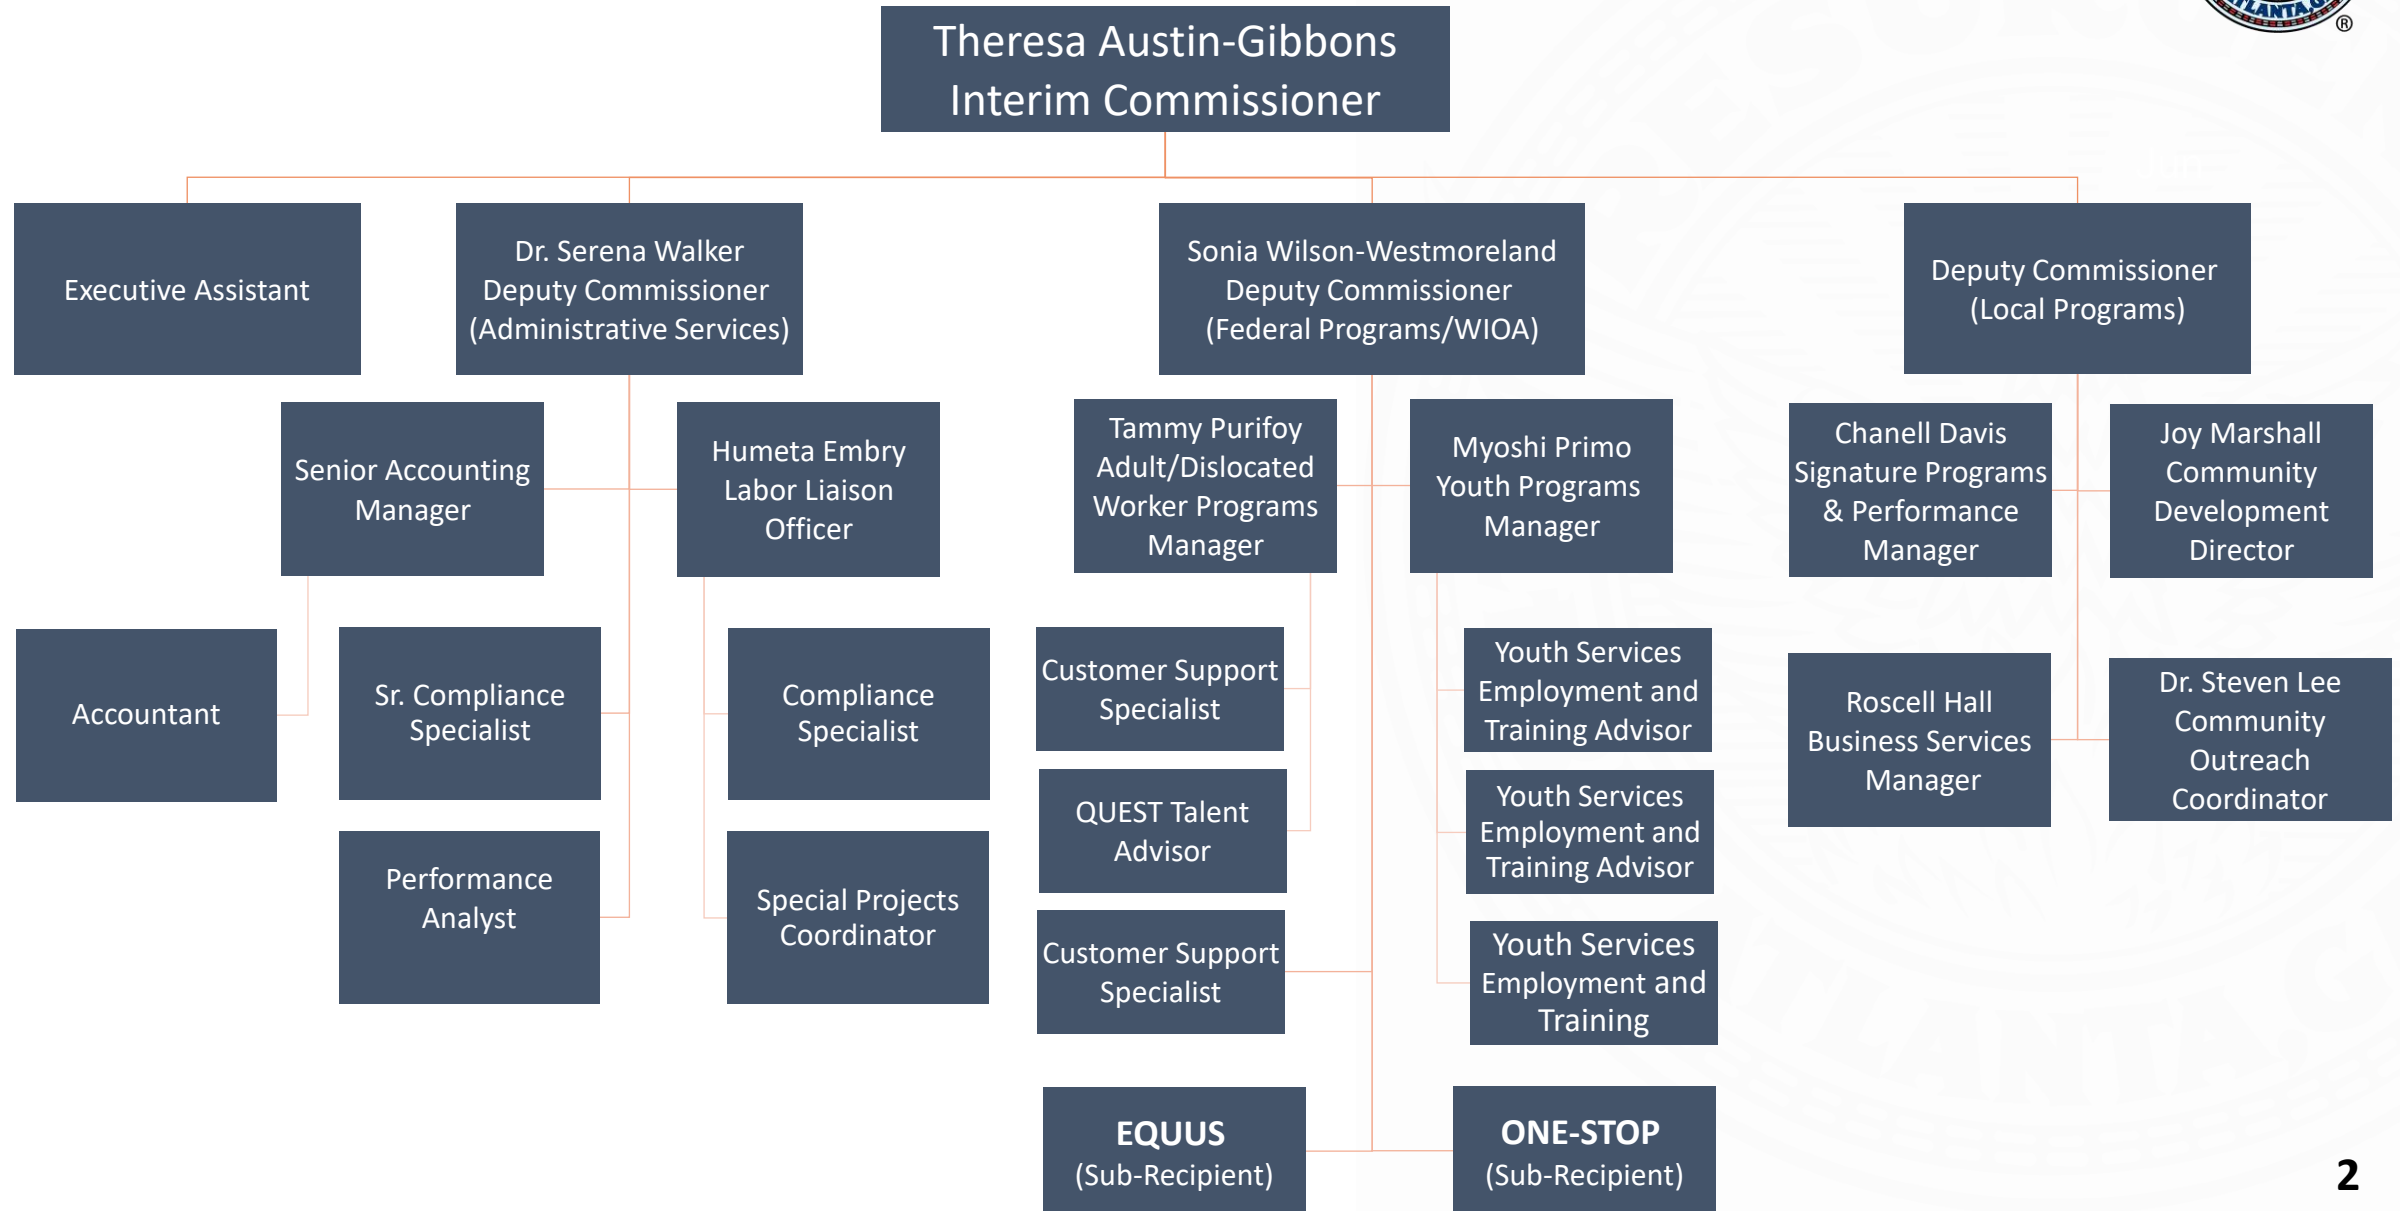 ATLANTA, G
®
Theresa Austin-Gibbons
Interim Commissioner
Executive Assistant
Dr. Serena Walker
Deputy Commissioner
(Administrative Services)
Sonia Wilson-Westmoreland
Deputy Commissioner
(Federal Programs/WIOA)
Deputy Commissioner
(Local Programs)
Senior Accounting
Manager
Humeta Embry
Labor Liaison
Officer
Tammy Purifoy
Adult/Dislocated
Worker Programs
Manager
Myoshi Primo
Youth Programs
Manager
Chanell Davis
Signature Programs
& Performance
Manager
Joy Marshall
Community
Development
Director
Accountant
Sr. Compliance
Specialist
Compliance
Specialist
Customer Support
Specialist
Youth Services
Employment and
Training Advisor
Roscell Hall
Business Services
Manager
Dr. Steven Lee
Community
Outreach
Coordinator
Performance
Analyst
Special Projects
Coordinator
QUEST Talent
Advisor
Youth Services
Employment and
Training Advisor
Customer Support
Specialist
Youth Services
Employment and
Training
EQUUS
(Sub-Recipient)
ONE-STOP
(Sub-Recipient)
2